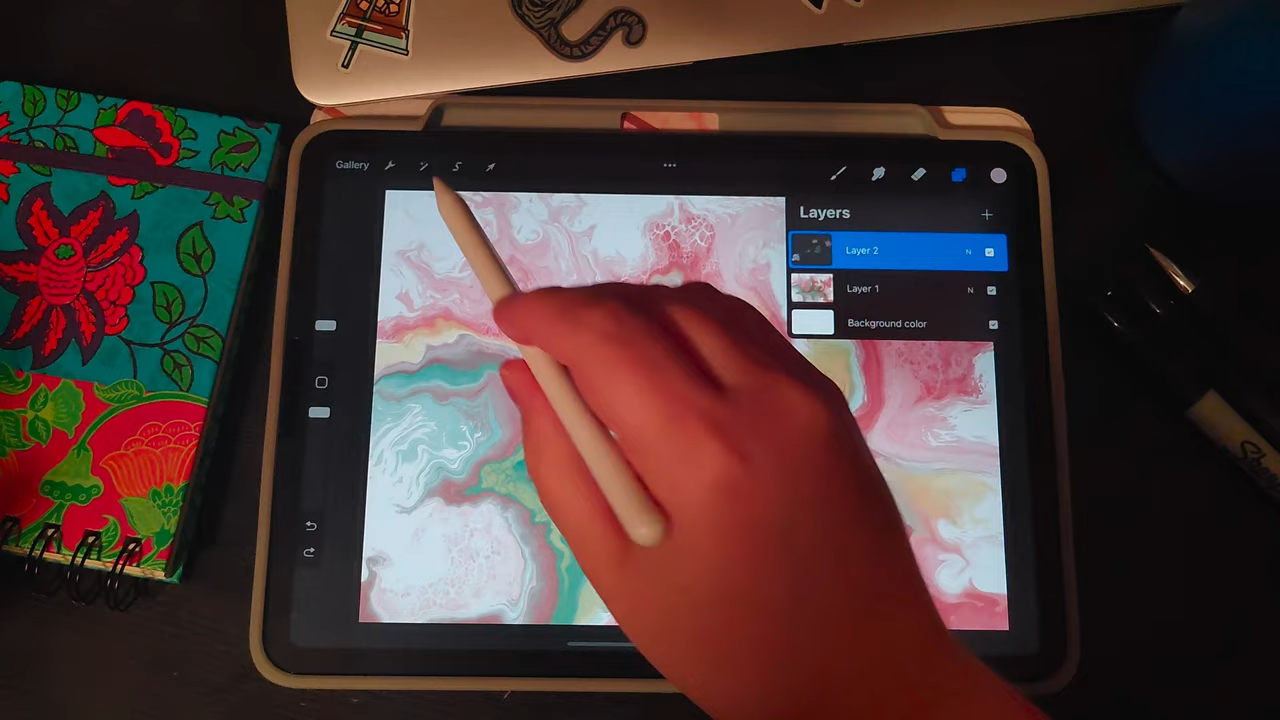 Gallery
Layers
Layer 2 N
Layer 1 N
Background color